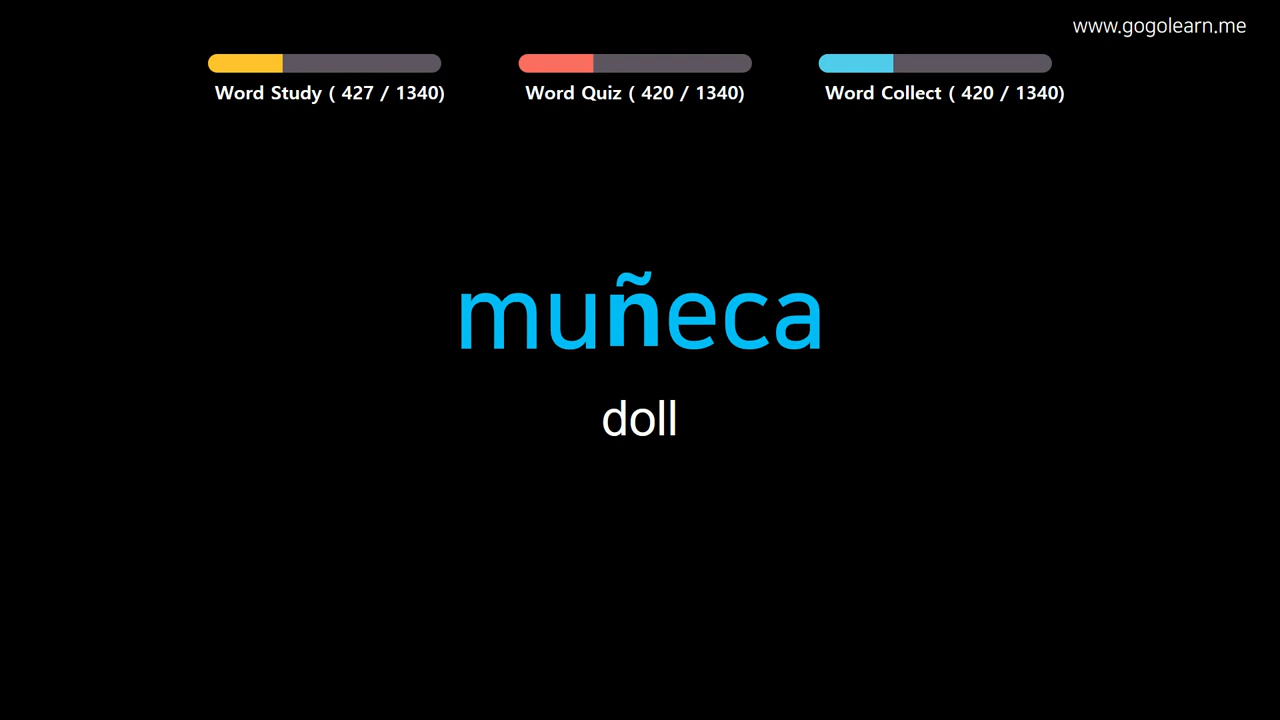 www.gogolearn.me
Word Study ( 427 / 1340)
Word Quiz ( 420 / 1340)
Word Collect ( 420 / 1340)
muñeca
doll